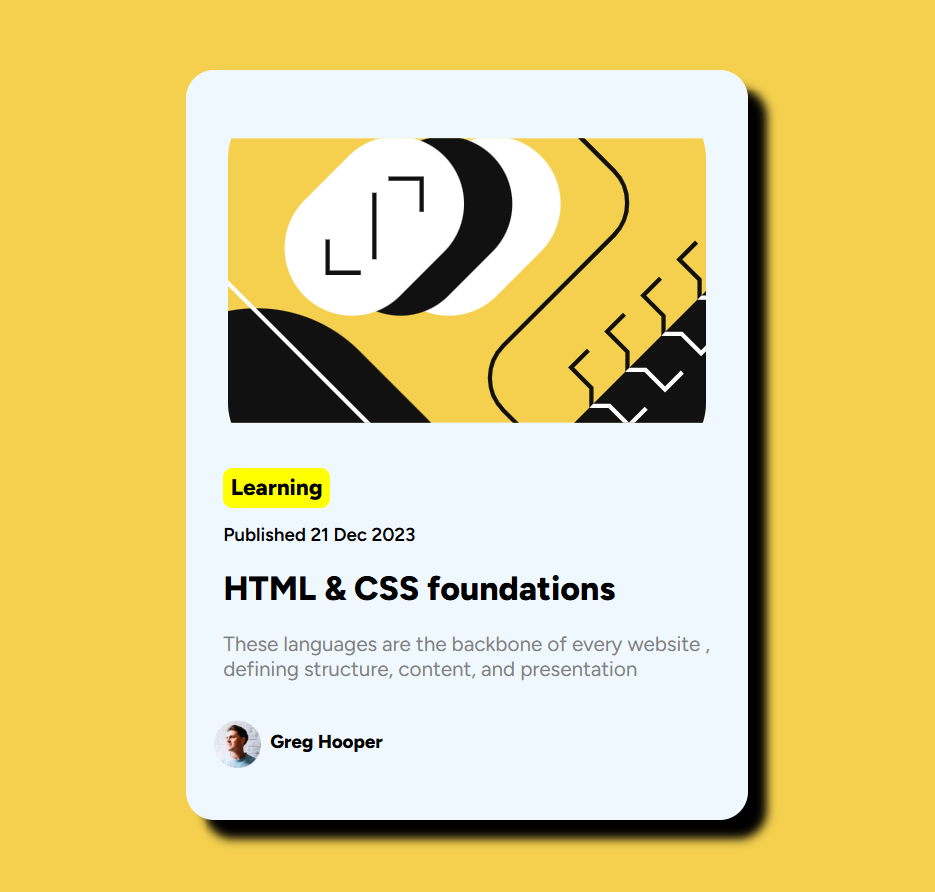 Learning
Published 21 Dec 2023
HTML & CSS foundations
These languages are the backbone of every website ,
defining structure, content, and presentation
Greg Hooper